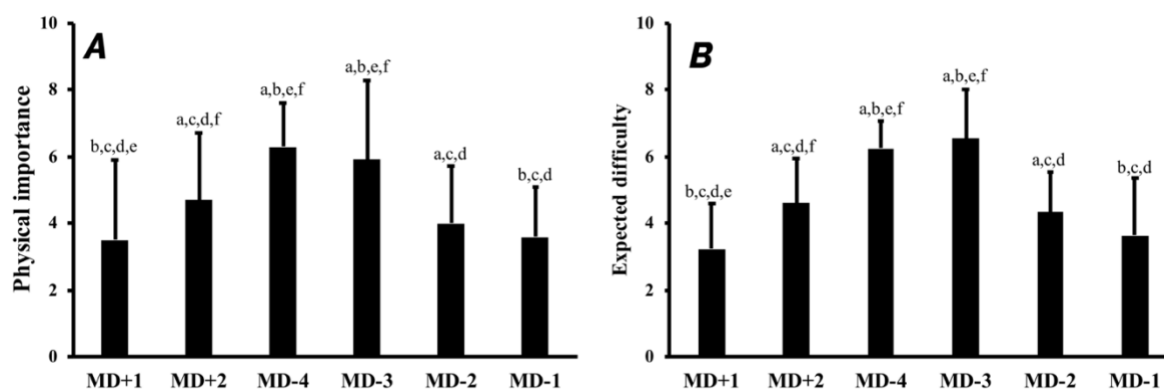 A
Physical importance
10
8
6
4
2
0
b,c,d,e
a,c,d,f
a,b,e,f
a,b,e,f
a,c,d
b,c,d
MD+1 MD+2 MD-4 MD-3 MD-2 MD-1
B
Expected difficulty
10
8
6
4
2
0
b,c,d,e
a,c,d,f
a,b,e,f
a,b,e,f
a,c,d
b,c,d
MD+1 MD+2 MD-4 MD-3 MD-2 MD-1